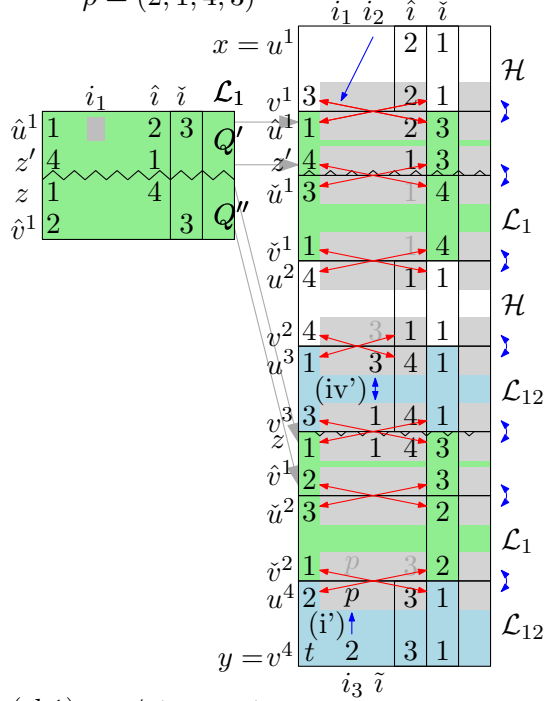 ρ = (2, 1, 4, 3)
i₁ i₂ î ǐ
x = u¹ 2 1
ℋ
v¹ 3 2 1
û¹ 1 2 3
z′ 4 1 3
ǔ¹ 3 1 4
ℒ₁
v̌¹ 1 1 4
u² 4 1 1
ℋ
v² 4 3 1 1
u³ 1 3 4 1
(iv') ℒ₁₂
v³ 3 1 4 1
z 1 1 4 3
v̂¹ 2 3
ǔ² 3 2
ℒ₁
v̌² 1 p 3 2
u⁴ 2 p 3 1
(i') ℒ₁₂
y = v⁴ t 2 3 1
i₃ ĩ
i₁ î ǐ ℒ₁
û¹ 1 2 3 Q′
z′ 4 1
z 1 4
v̂¹ 2 3 Q″